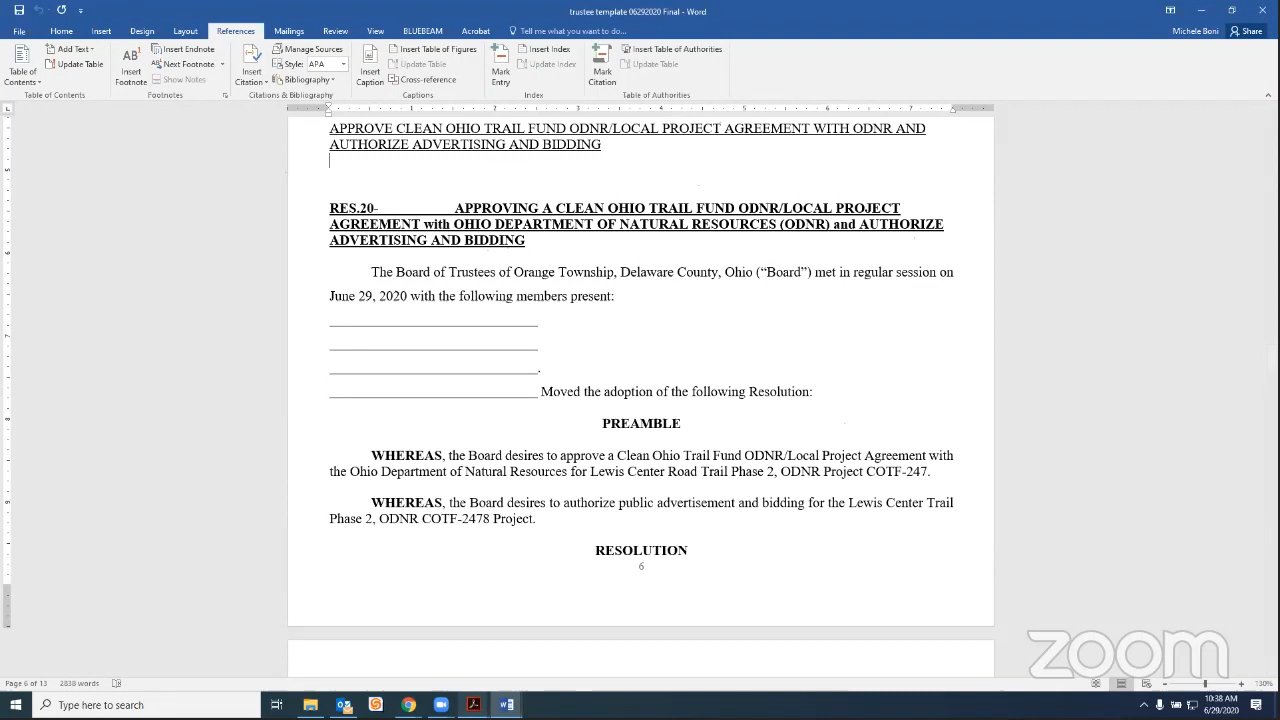 trustee template 06292020 Final - Word
File Home Insert Design Layout References Mailings Review View BLUEBEAM Acrobat Tell me what you want to do... Michele Boni Share
Table of Contents Add Text Update Table AB Insert Footnote Insert Endnote Next Footnote Show Notes Insert Citation Manage Sources Style: APA Bibliography Insert Caption Insert Table of Figures Update Table Cross-reference Mark Entry Insert Index Update Index Mark Citation Insert Table of Authorities Update Table
Table of Contents Footnotes Citations & Bibliography Captions Index Table of Authorities
APPROVE CLEAN OHIO TRAIL FUND ODNR/LOCAL PROJECT AGREEMENT WITH ODNR AND
AUTHORIZE ADVERTISING AND BIDDING
RES.20- APPROVING A CLEAN OHIO TRAIL FUND ODNR/LOCAL PROJECT
AGREEMENT with OHIO DEPARTMENT OF NATURAL RESOURCES (ODNR) and AUTHORIZE
ADVERTISING AND BIDDING
The Board of Trustees of Orange Township, Delaware County, Ohio (“Board”) met in regular session on
June 29, 2020 with the following members present:
Moved the adoption of the following Resolution:
PREAMBLE
WHEREAS, the Board desires to approve a Clean Ohio Trail Fund ODNR/Local Project Agreement with
the Ohio Department of Natural Resources for Lewis Center Road Trail Phase 2, ODNR Project COTF-247.
WHEREAS, the Board desires to authorize public advertisement and bidding for the Lewis Center Trail
Phase 2, ODNR COTF-2478 Project.
RESOLUTION
6
zoom
Page 6 of 13 2838 words 130%
Type here to search 10:38 AM
6/29/2020